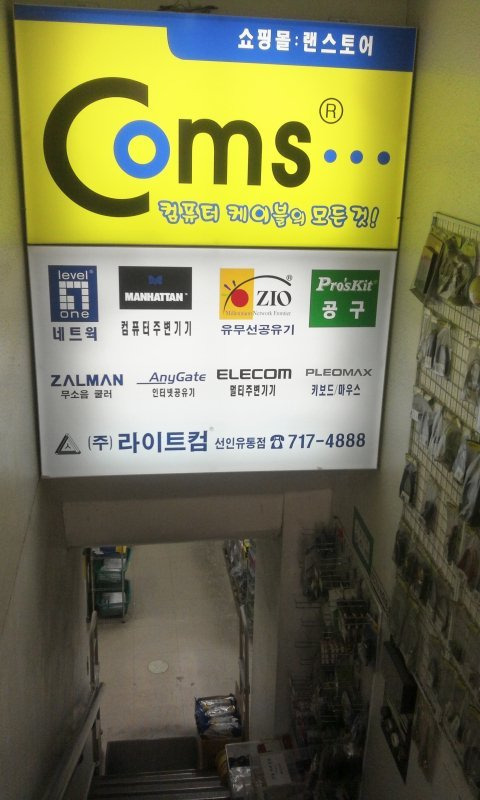 쇼핑몰:랜스토어
Coms®
컴퓨터 케이블의 모든 것!
level one
MANHATTAN
ZIO®
Millennium Network Frontier
Pro'sKit
공구
네트웍
컴퓨터주변기기
유무선공유기
ZALMAN AnyGate ELECOM PLEOMAX
무소음 쿨러 인터넷공유기 멀티주변기기 키보드/마우스
(주) 라이트컴 선인유통점 ☎ 717-4888